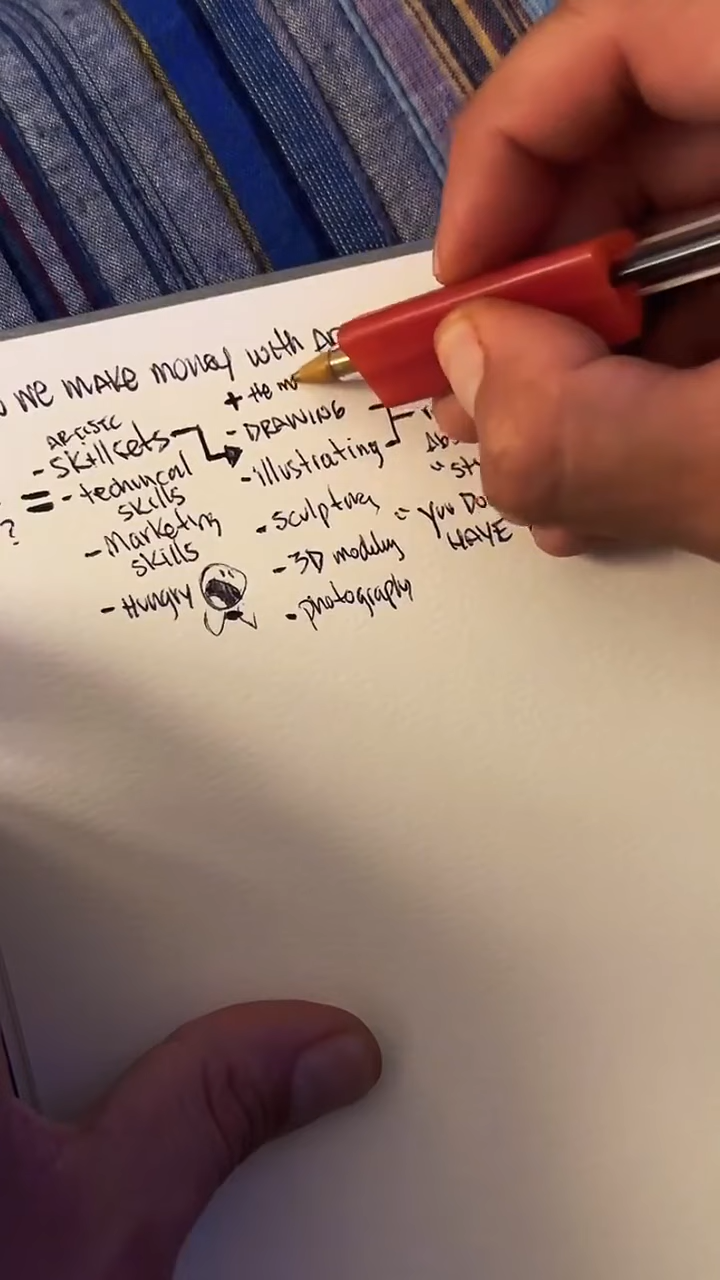 WE MAKE MONEY WITH
+ the
ARTISTIC
- Skillsets
- DRAWING
- technical
skills
- illustrating
?
=
- Marketing
skills
- sculpting
= YOU DO
HAVE
- 3D modeling
- Hungry
- photography